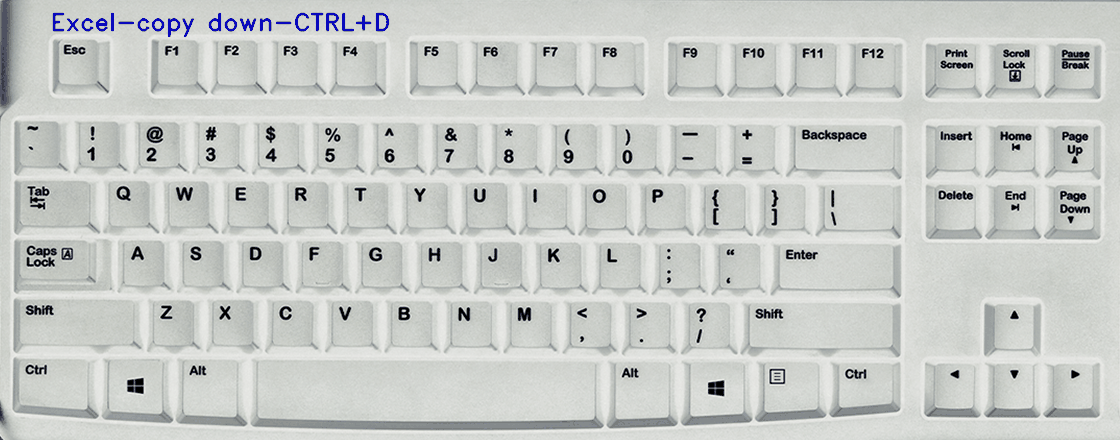 Excel-copy down-CTRL+D
Esc F1 F2 F3 F4 F5 F6 F7 F8 F9 F10 F11 F12 Print Screen Scroll Lock Pause Break
~ ` ! 1 @ 2 # 3 $ 4 % 5 ^ 6 & 7 * 8 ( 9 ) 0 — - + = Backspace Insert Home Page Up
Tab Q W E R T Y U I O P { [ } ] | \ Delete End Page Down
Caps Lock A A S D F G H J K L : ; “ ‘ Enter
Shift Z X C V B N M < , > . ? / Shift
Ctrl Alt Alt Ctrl